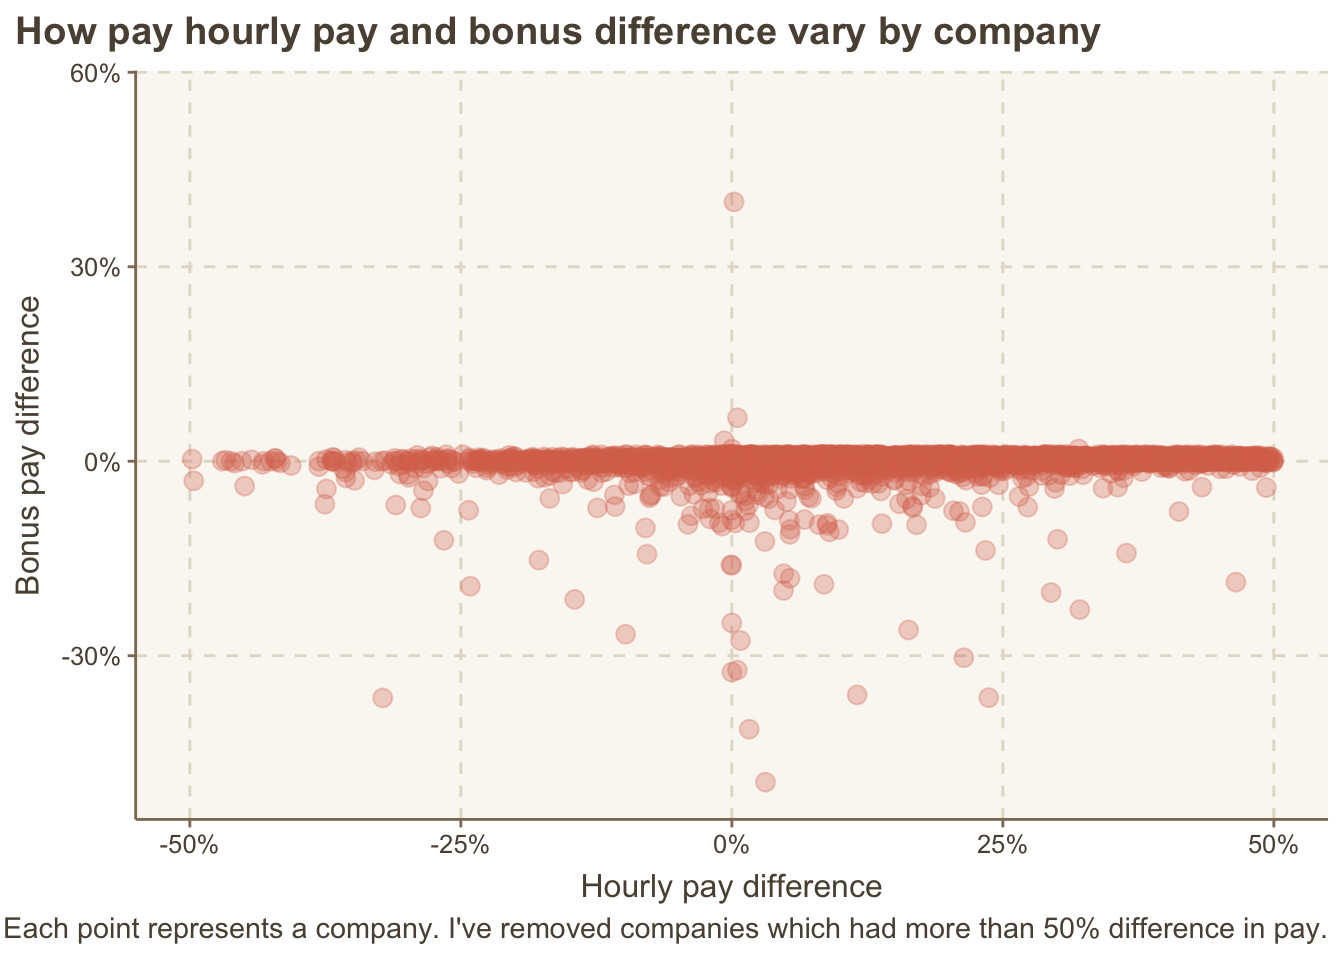 How pay hourly pay and bonus difference vary by company
60%
30%
0%
-30%
Bonus pay difference
-50%
-25%
0%
25%
50%
Hourly pay difference
Each point represents a company. I've removed companies which had more than 50% difference in pay.